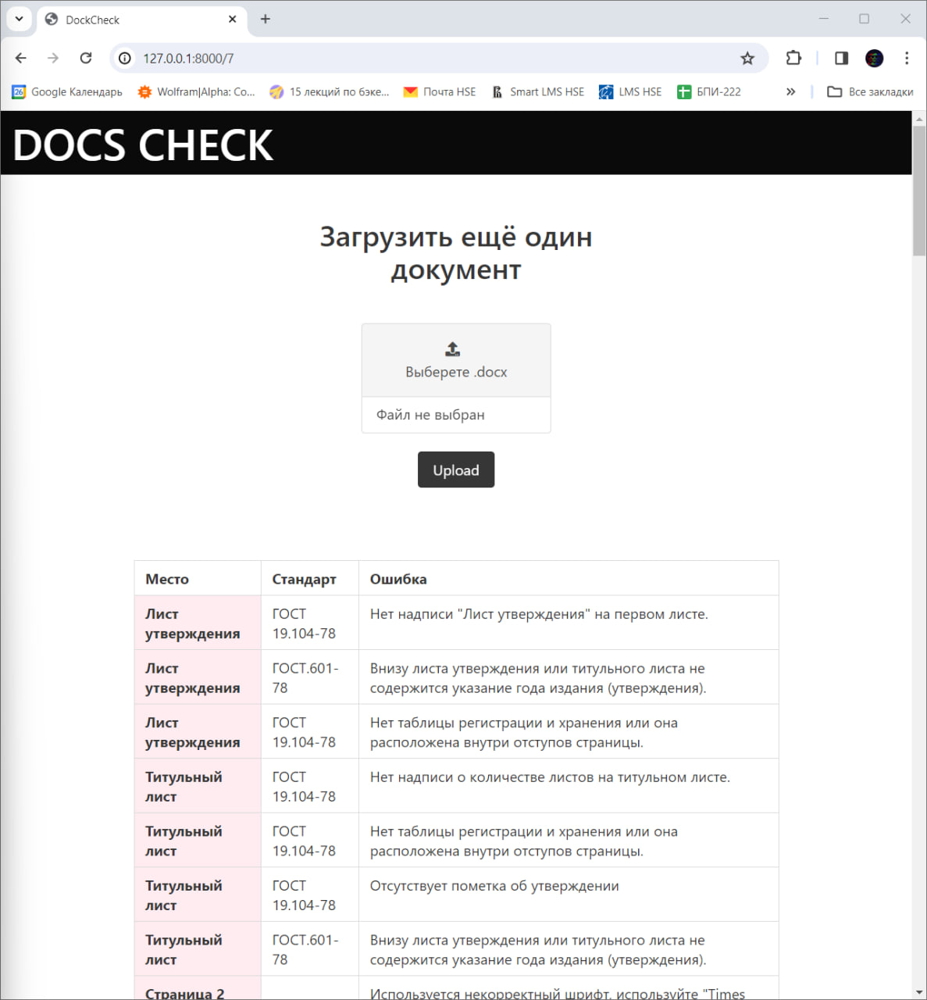 DockCheck
127.0.0.1:8000/7
26 Google Календарь Wolfram|Alpha: Co... 15 лекций по бэке... Почта HSE Smart LMS HSE LMS HSE БПИ-222 » Все закладки
DOCS CHECK
Загрузить ещё один
документ
Выберете .docx
Файл не выбран
Upload
Место Стандарт Ошибка
Лист ГОСТ Нет надписи "Лист утверждения" на первом листе.
утверждения 19.104-78
Лист ГОСТ.601- Внизу листа утверждения или титульного листа не
утверждения 78 содержится указание года издания (утверждения).
Лист ГОСТ Нет таблицы регистрации и хранения или она
утверждения 19.104-78 расположена внутри отступов страницы.
Титульный ГОСТ Нет надписи о количестве листов на титульном листе.
лист 19.104-78
Титульный ГОСТ Нет таблицы регистрации и хранения или она
лист 19.104-78 расположена внутри отступов страницы.
Титульный ГОСТ Отсутствует пометка об утверждении
лист 19.104-78
Титульный ГОСТ.601- Внизу листа утверждения или титульного листа не
лист 78 содержится указание года издания (утверждения).
Страница 2 Используется некорректный шрифт, используйте "Times